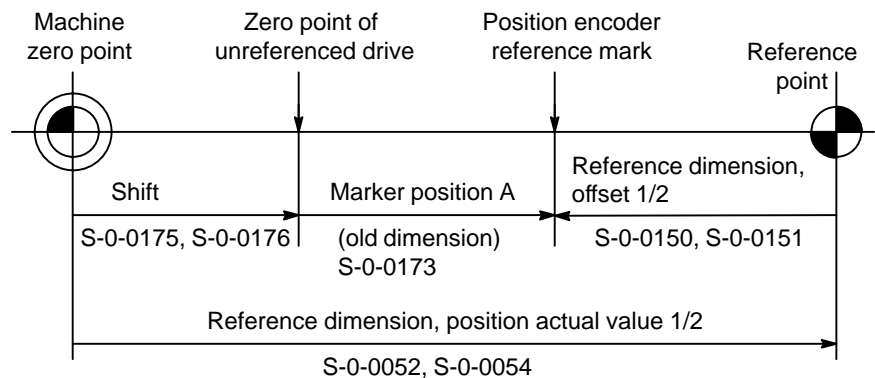 Machine
zero point
Zero point of
unreferenced drive
Position encoder
reference mark
Reference
point
Shift
Marker position A
Reference dimension,
offset 1/2
S-0-0175, S-0-0176
(old dimension)
S-0-0173
S-0-0150, S-0-0151
Reference dimension, position actual value 1/2
S-0-0052, S-0-0054